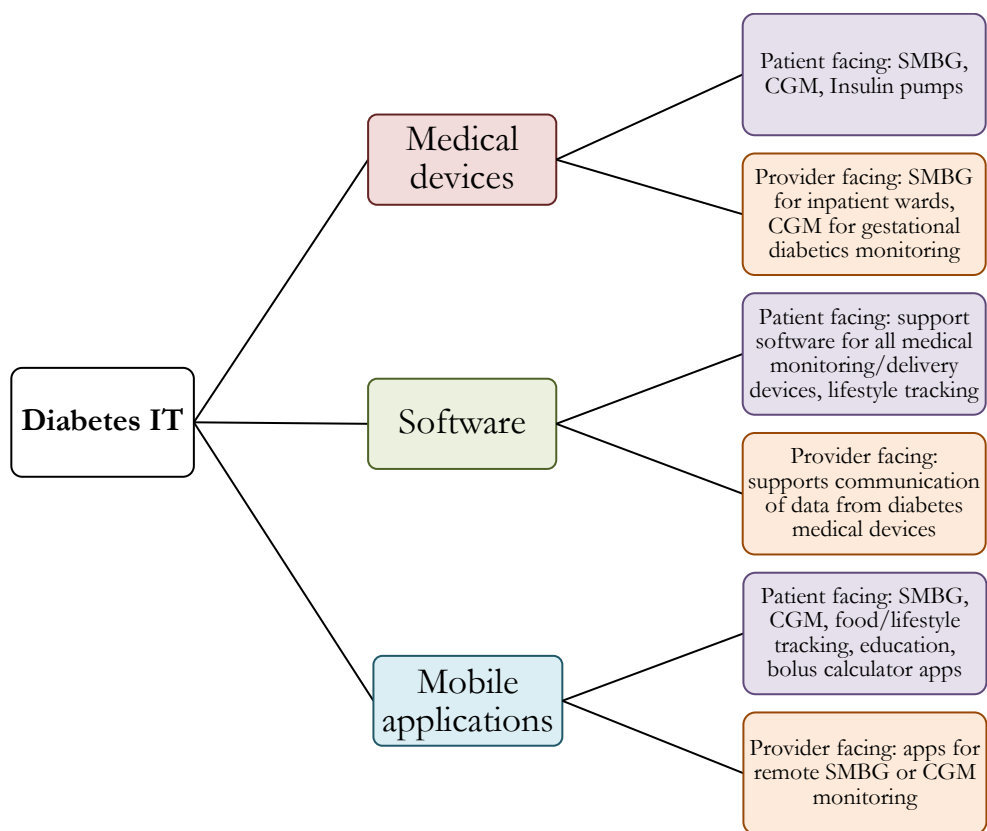 Diabetes IT
Medical
devices
Patient facing: SMBG,
CGM, Insulin pumps
Provider facing: SMBG
for inpatient wards,
CGM for gestational
diabetics monitoring
Software
Patient facing: support
software for all medical
monitoring/delivery
devices, lifestyle tracking
Provider facing:
supports communication
of data from diabetes
medical devices
Mobile
applications
Patient facing: SMBG,
CGM, food/lifestyle
tracking, education,
bolus calculator apps
Provider facing: apps for
remote SMBG or CGM
monitoring